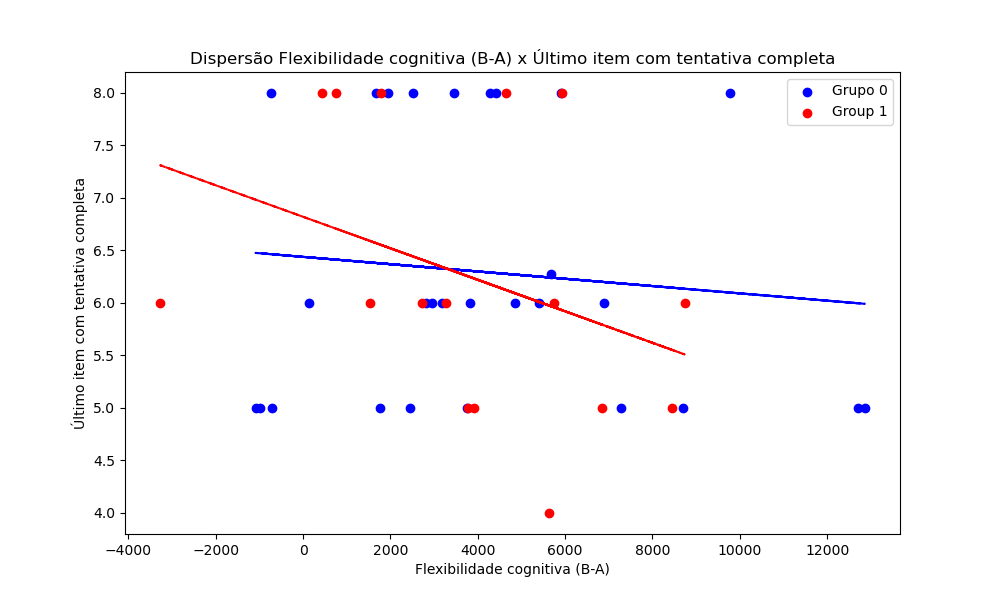 Dispersão Flexibilidade cognitiva (B-A) x Último item com tentativa completa
Grupo 0
Group 1
Último item com tentativa completa
8.0
7.5
7.0
6.5
6.0
5.5
5.0
4.5
4.0
−4000 −2000 0 2000 4000 6000 8000 10000 12000
Flexibilidade cognitiva (B-A)